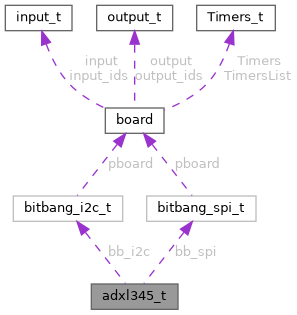 input_t output_t Timers_t
input output Timers
input_ids output_ids TimersList
board
pboard pboard
bitbang_i2c_t bitbang_spi_t
bb_i2c bb_spi
adxl345_t